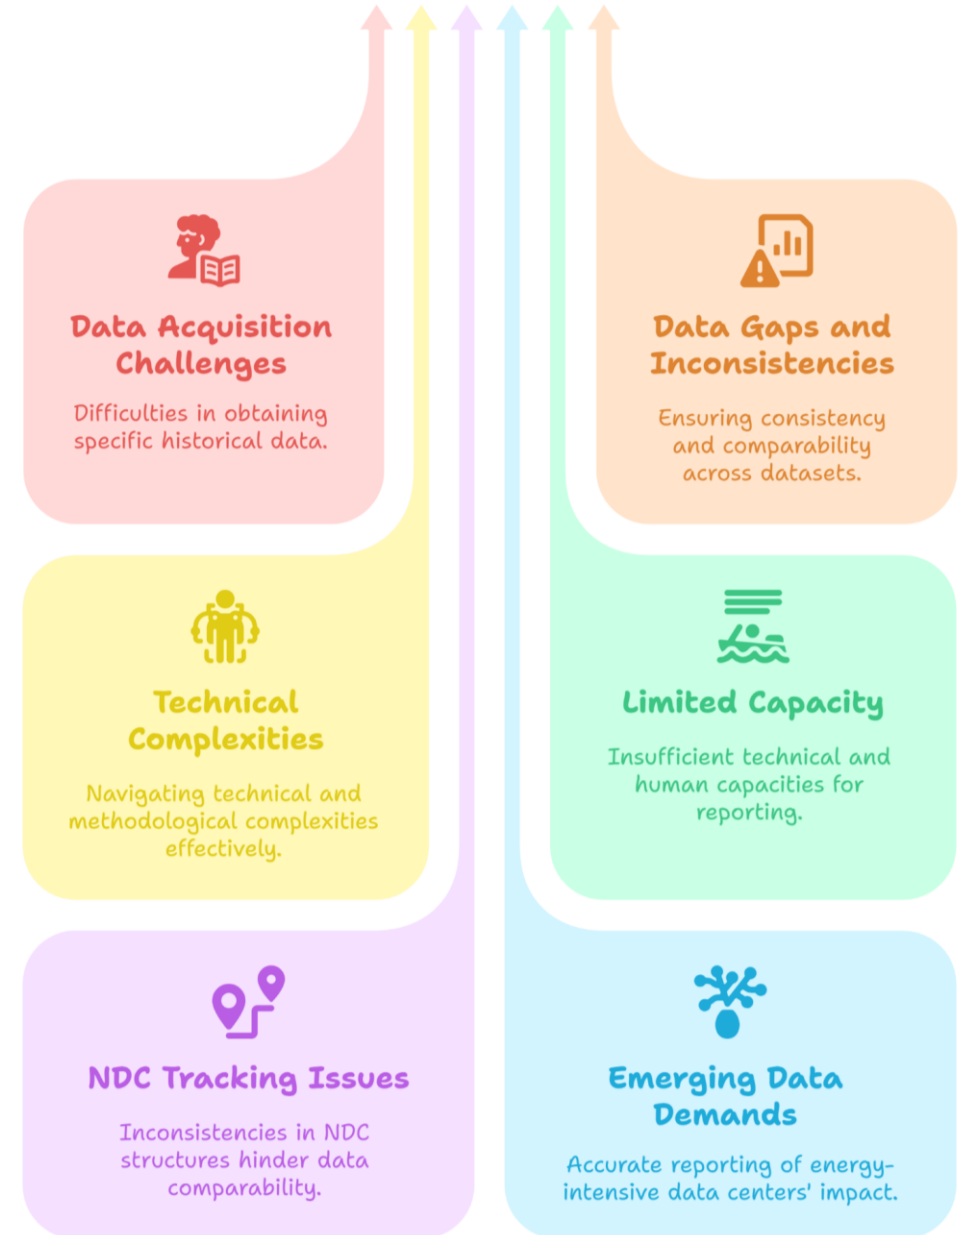 Data Acquisition
Challenges
Difficulties in obtaining
specific historical data.
Data Gaps and
Inconsistencies
Ensuring consistency
and comparability
across datasets.
Technical
Complexities
Navigating technical and
methodological complexities
effectively.
Limited Capacity
Insufficient technical and
human capacities for
reporting.
NDC Tracking Issues
Inconsistencies in NDC
structures hinder data
comparability.
Emerging Data
Demands
Accurate reporting of energy-
intensive data centers' impact.